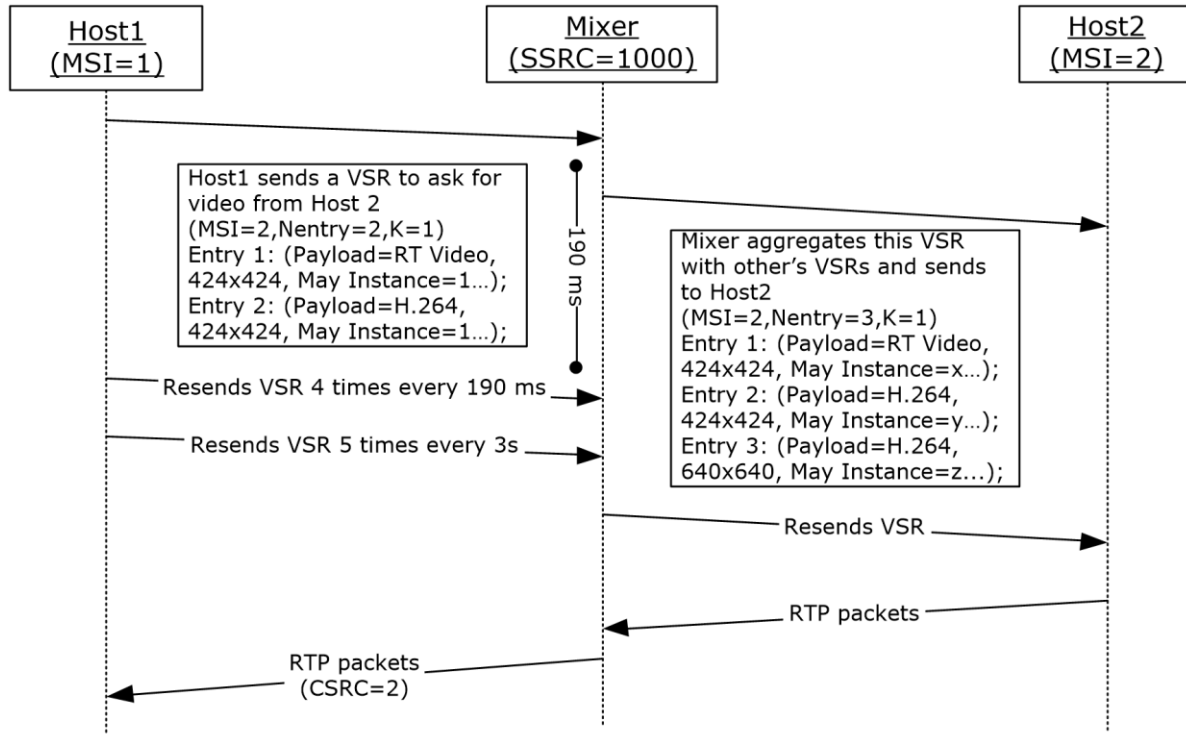 Host1
(MSI=1)
Mixer
(SSRC=1000)
Host2
(MSI=2)
Host1 sends a VSR to ask for
video from Host 2
(MSI=2,Nentry=2,K=1)
Entry 1: (Payload=RT Video,
424x424, May Instance=1…);
Entry 2: (Payload=H.264,
424x424, May Instance=1…);
190 ms
Mixer aggregates this VSR
with other’s VSRs and sends
to Host2
(MSI=2,Nentry=3,K=1)
Entry 1: (Payload=RT Video,
424x424, May Instance=x…);
Entry 2: (Payload=H.264,
424x424, May Instance=y…);
Entry 3: (Payload=H.264,
640x640, May Instance=z...);
Resends VSR 4 times every 190 ms
Resends VSR 5 times every 3s
Resends VSR
RTP packets
RTP packets
(CSRC=2)